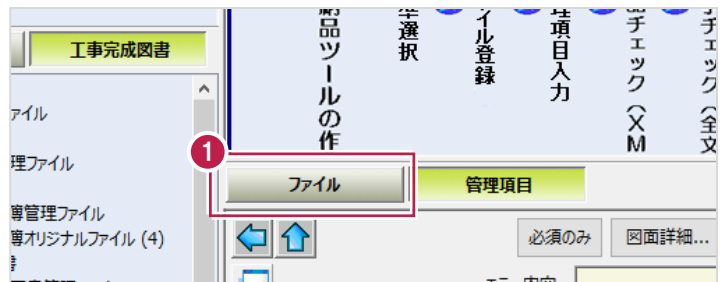 工事完成図書
ァイル
理ファイル
簿管理ファイル
簿オリジナルファイル (4)
品ツールの作
準選択
イル登録
理項目入力
品チェック（XM
チェック（全文
1
ファイル
管理項目
必須のみ
図面詳細...